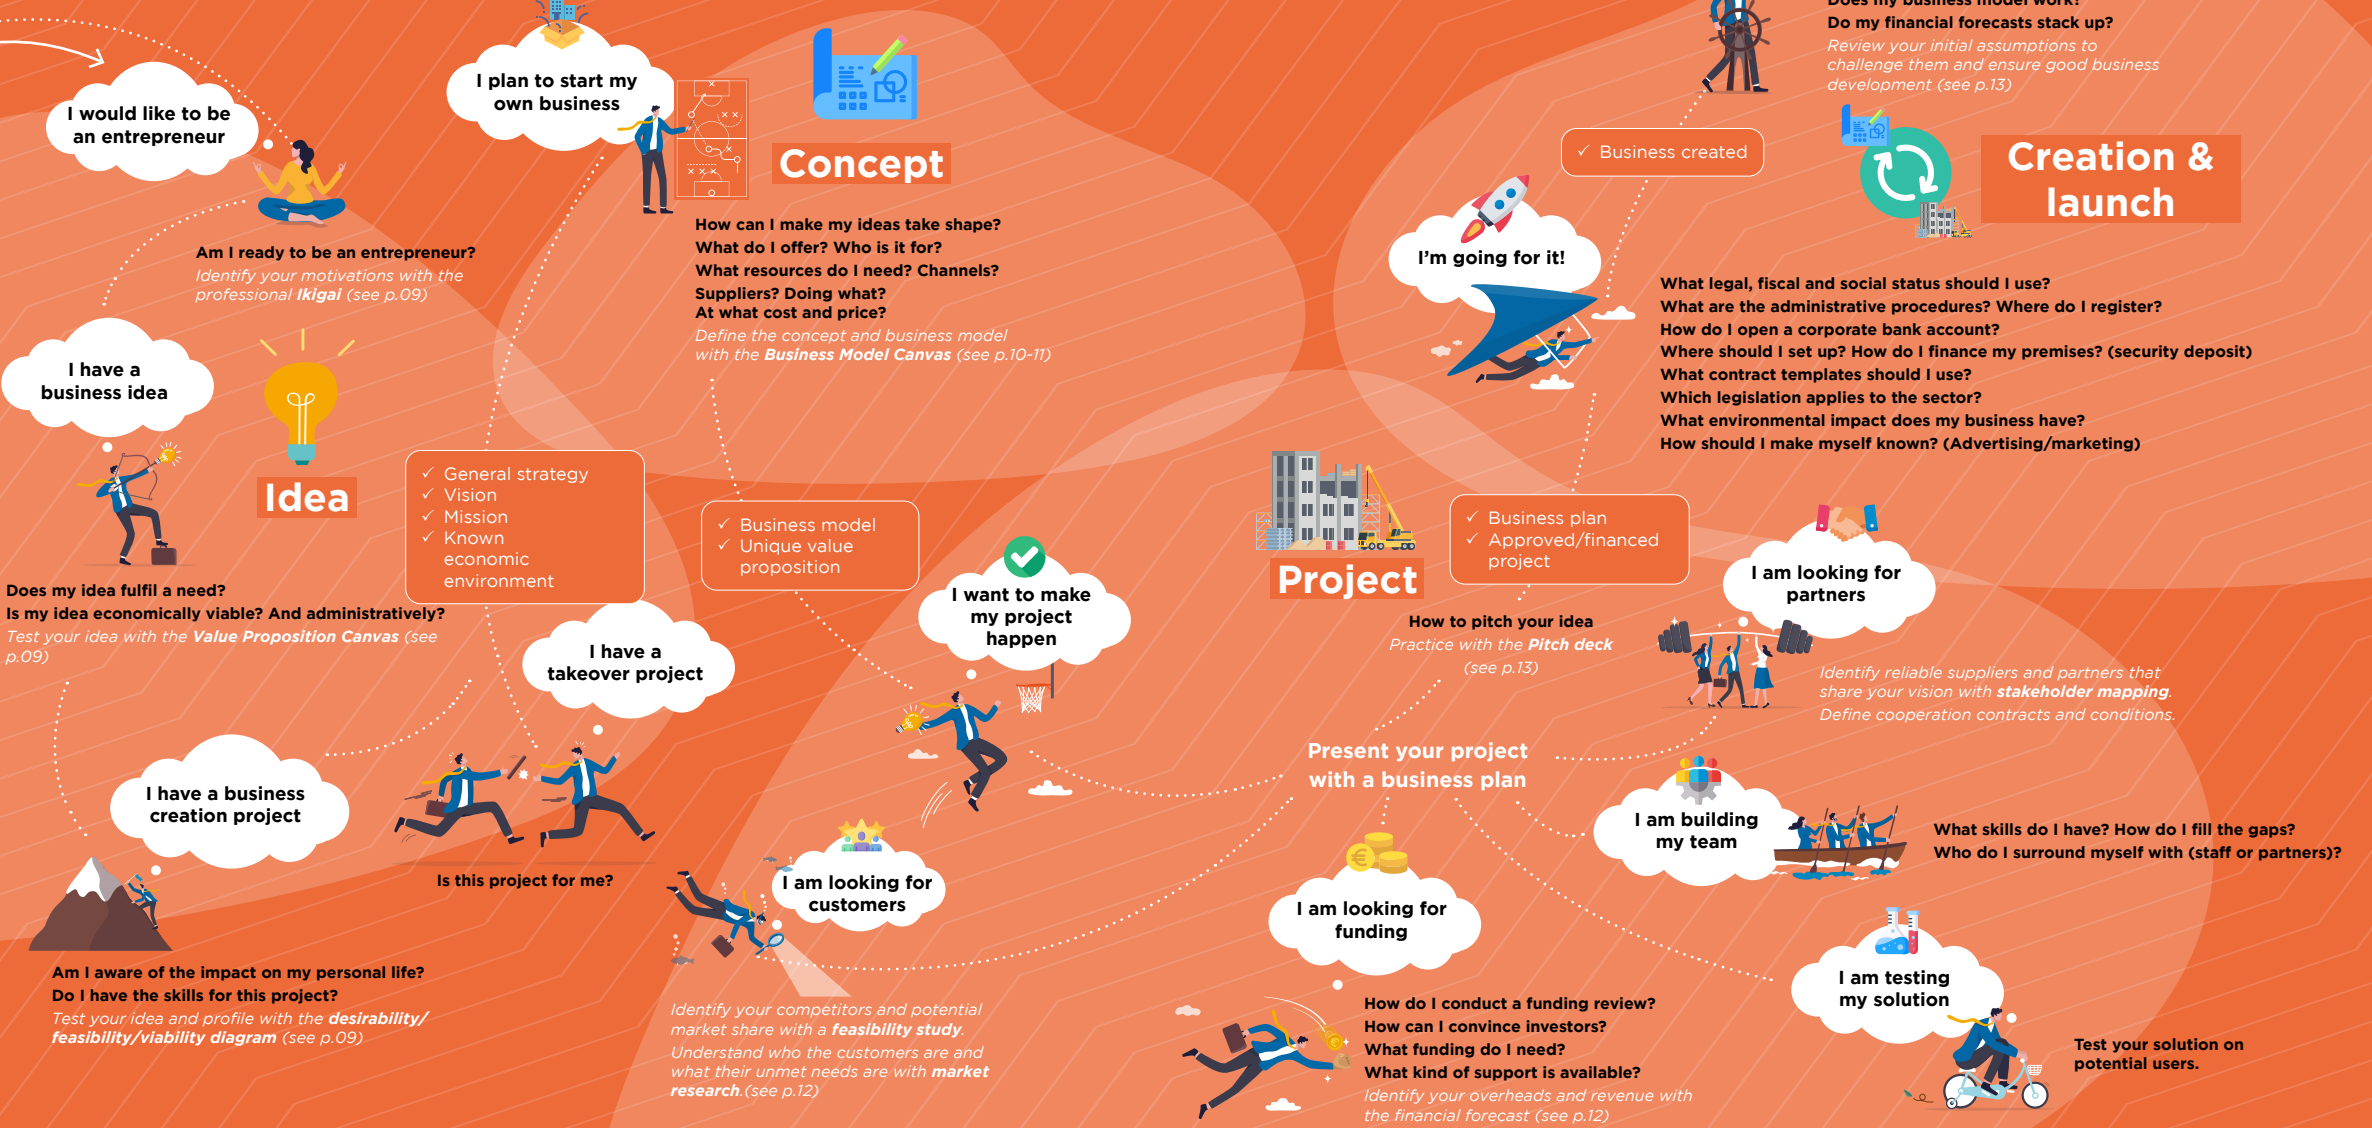 I would like to be
an entrepreneur
Am I ready to be an entrepreneur?
Identify your motivations with the
professional Ikigai (see p.09)
I have a
business idea
Idea
Does my idea fulfil a need?
Is my idea economically viable? And administratively?
Test your idea with the Value Proposition Canvas (see
p.09)
I have a business
creation project
Am I aware of the impact on my personal life?
Do I have the skills for this project?
Test your idea and profile with the desirability/
feasibility/viability diagram (see p.09)
✓ General strategy
✓ Vision
✓ Mission
✓ Known
economic
environment
I have a
takeover project
Is this project for me?
I plan to start my
own business
Concept
How can I make my ideas take shape?
What do I offer? Who is it for?
What resources do I need? Channels?
Suppliers? Doing what?
At what cost and price?
Define the concept and business model
with the Business Model Canvas (see p.10-11)
✓ Business model
✓ Unique value
proposition
I want to make
my project
happen
I am looking for
customers
Identify your competitors and potential
market share with a feasibility study.
Understand who the customers are and
what their unmet needs are with market
research.(see p.12)
Project
Present your project
with a business plan
I am looking for
funding
How do I conduct a funding review?
How can I convince investors?
What funding do I need?
What kind of support is available?
Identify your overheads and revenue with
the financial forecast (see p.12)
I am testing
my solution
Test your solution on
potential users.
I am building
my team
What skills do I have? How do I fill the gaps?
Who do I surround myself with (staff or partners)?
I am looking for
partners
Identify reliable suppliers and partners that
share your vision with stakeholder mapping.
Define cooperation contracts and conditions.
How to pitch your idea
Practice with the Pitch deck
(see p.13)
✓ Business plan
✓ Approved/financed
project
I'm going for it!
Creation &
launch
What legal, fiscal and social status should I use?
What are the administrative procedures? Where do I register?
How do I open a corporate bank account?
Where should I set up? How do I finance my premises? (security deposit)
What contract templates should I use?
Which legislation applies to the sector?
What environmental impact does my business have?
How should I make myself known? (Advertising/marketing)
✓ Business created
Does my business model work?
Do my financial forecasts stack up?
Review your initial assumptions to
challenge them and ensure good business
development (see p.13)